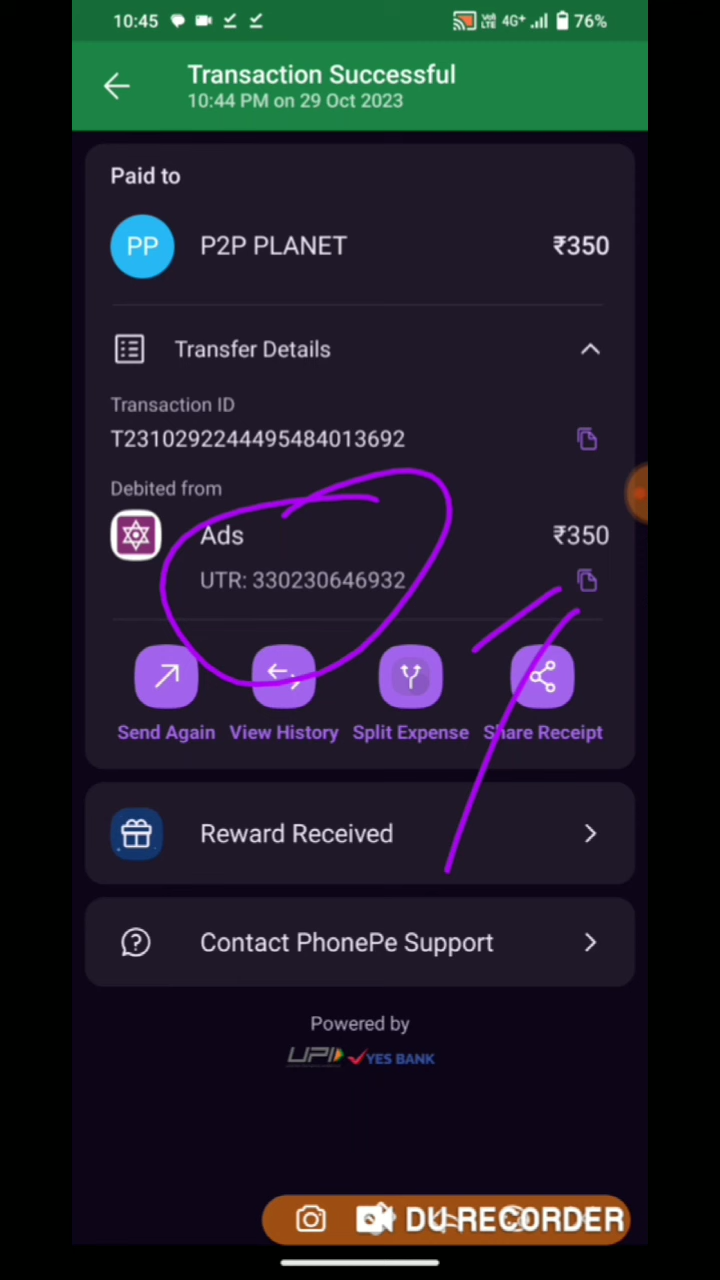 10:45 Vo) LTE 4G+ 76%
Transaction Successful
10:44 PM on 29 Oct 2023
Paid to
PP P2P PLANET ₹350
Transfer Details
Transaction ID
T2310292244495484013692
Debited from
Ads ₹350
UTR: 330230646932
Send Again View History Split Expense Share Receipt
Reward Received
Contact PhonePe Support
Powered by
UPI YES BANK
DU RECORDER